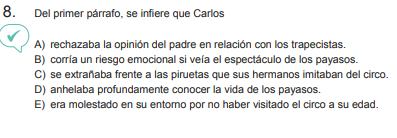 8. Del primer párrafo, se infiere que Carlos
A) rechazaba la opinión del padre en relación con los trapecistas.
B) corría un riesgo emocional si veía el espectáculo de los payasos.
C) se extrañaba frente a las piruetas que sus hermanos imitaban del circo.
D) anhelaba profundamente conocer la vida de los payasos.
E) era molestado en su entorno por no haber visitado el circo a su edad.